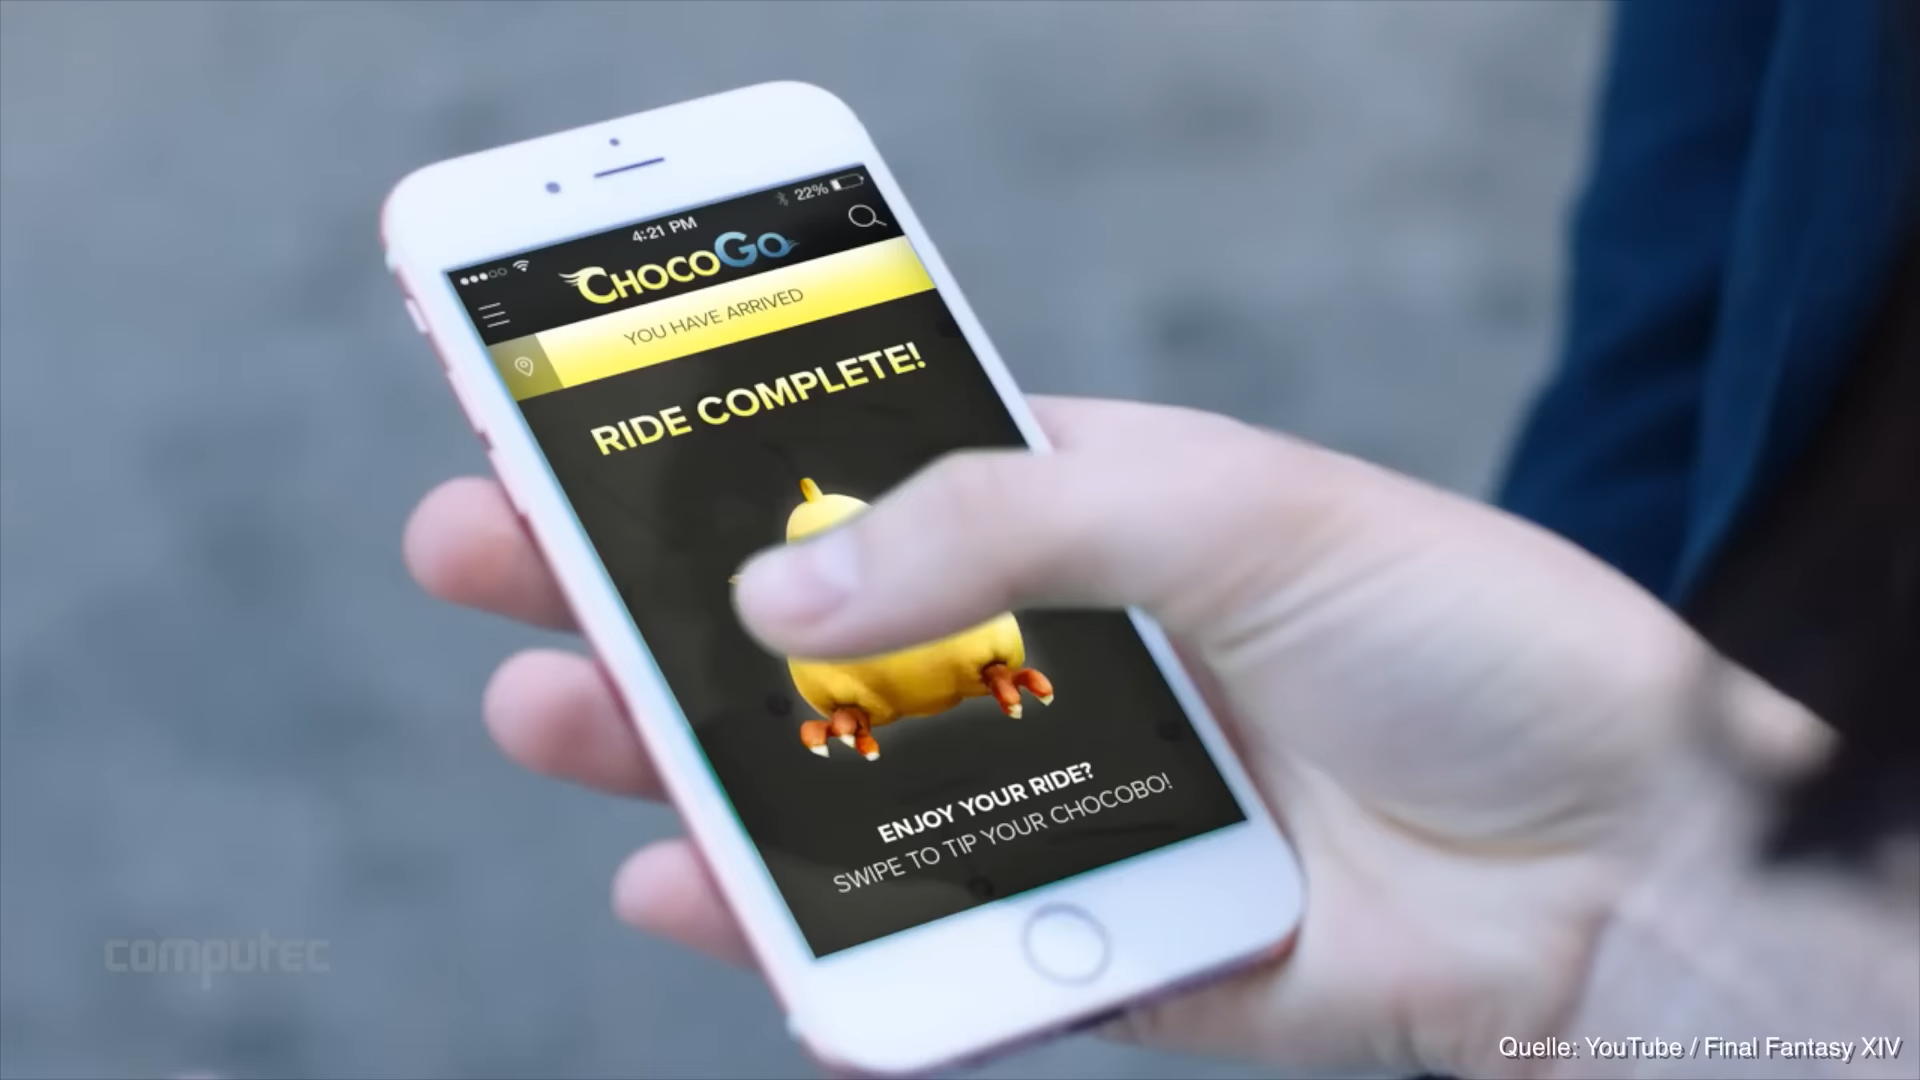 4:21 PM
22%
CHOCOGO
YOU HAVE ARRIVED
RIDE COMPLETE!
ENJOY YOUR RIDE?
SWIPE TO TIP YOUR CHOCOBO!
computec
Quelle: YouTube / Final Fantasy XIV